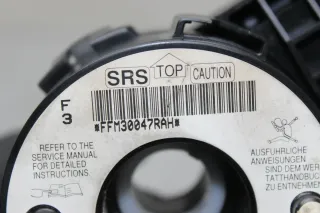 SRS TOP CAUTION
F
3
*FFM30047RAH*
REFER TO THE
SERVICE MANUAL
FOR DETAILED
INSTRUCTIONS
AUSFÜHRLICHE
ANWEISUNGEN
SIND DEM WER
TATTHANDBUCH
ZU ENTNEHMEN